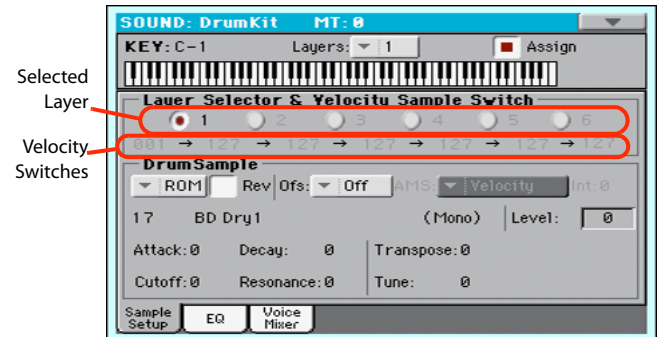 SOUND: DrumKit MT: 0
KEY: C-1 Layers: 1 Assign
Selected
Layer
Layer Selector & Velocity Sample Switch
1 2 3 4 5 6
Velocity
Switches
001 → 127 → 127 → 127 → 127 → 127 → 127
DrumSample
ROM Rev Ofs: Off AMS: Velocity Int:0
17 BD Dry1 (Mono) Level: 0
Attack:0 Decay: 0 Transpose:0
Cutoff:0 Resonance:0 Tune: 0
Sample
Setup
EQ
Voice
Mixer